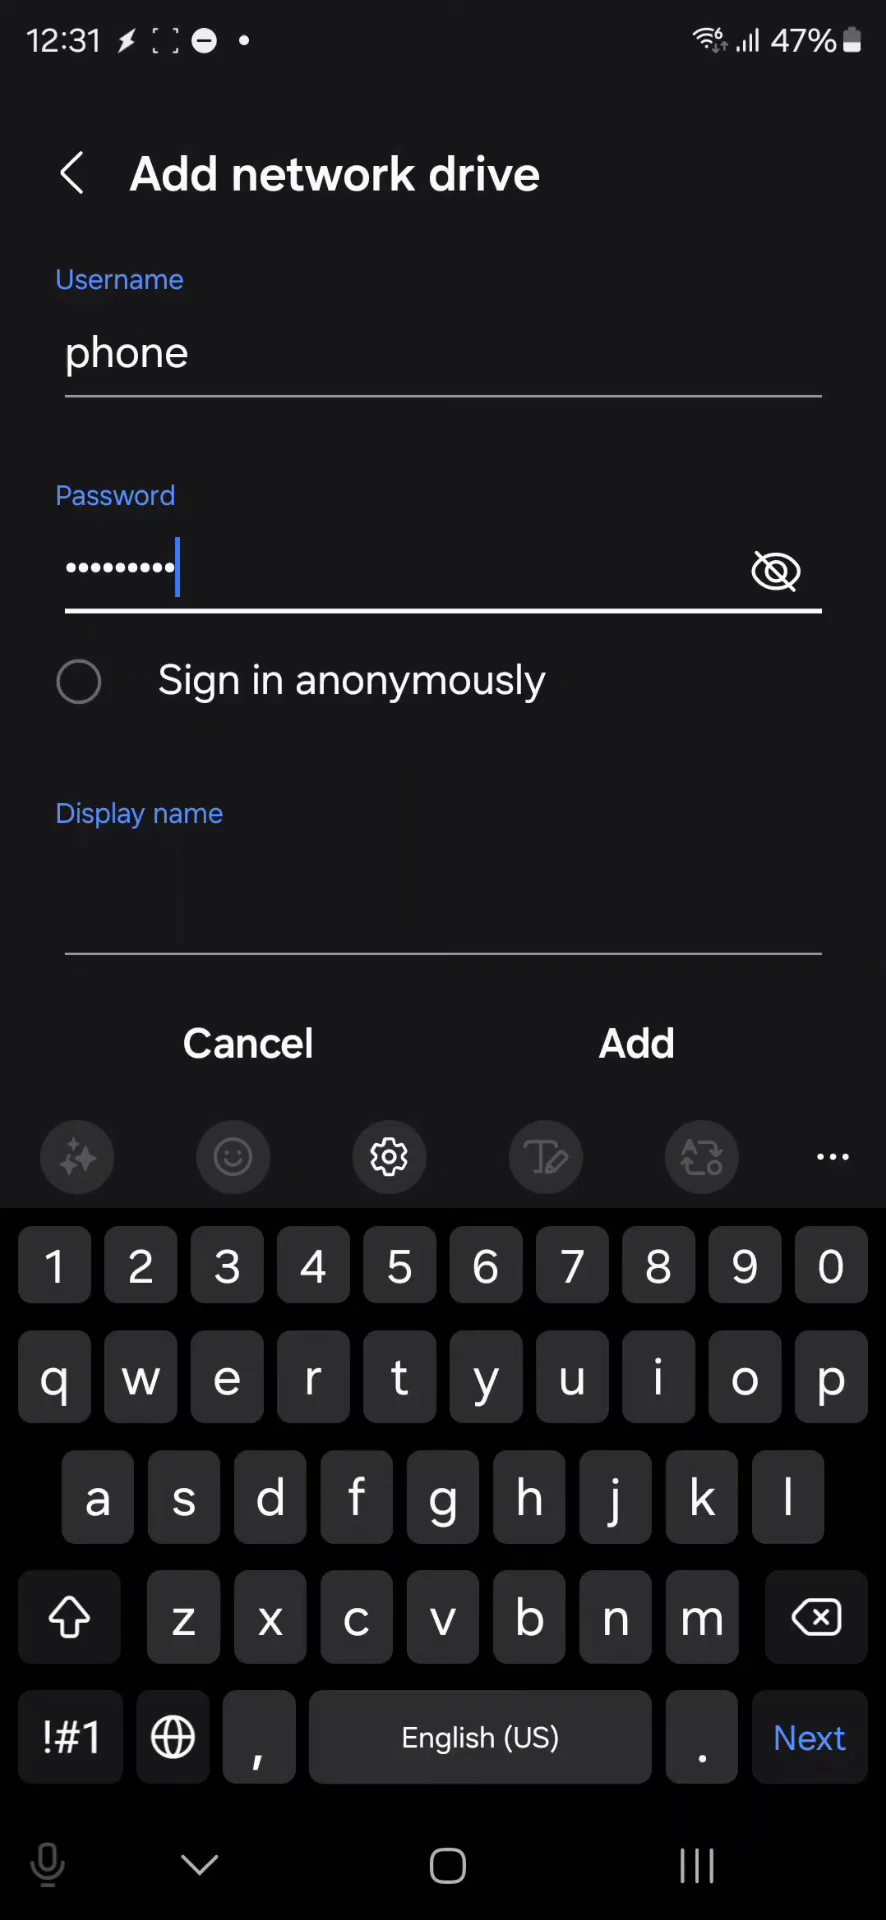 12:31
47%
Add network drive
Username
phone
Password
•••••••••
Sign in anonymously
Display name
Cancel Add
1 2 3 4 5 6 7 8 9 0
q w e r t y u i o p
a s d f g h j k l
z x c v b n m
!#1 , English (US) . Next